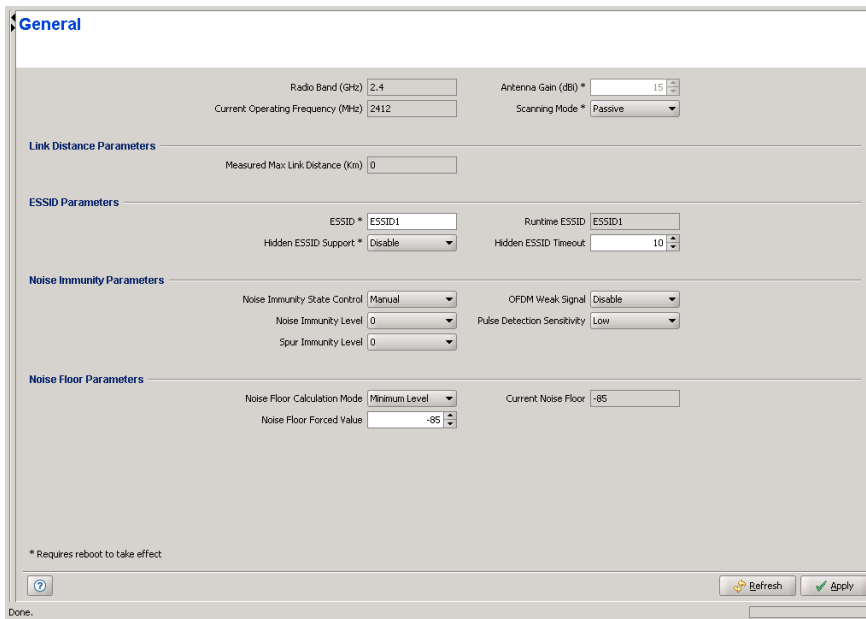 General
Radio Band (GHz) 2.4 Antenna Gain (dBi) * 15
Current Operating Frequency (MHz) 2412 Scanning Mode * Passive
Link Distance Parameters
Measured Max Link Distance (Km) 0
ESSID Parameters
ESSID * ESSID1 Runtime ESSID ESSID1
Hidden ESSID Support * Disable Hidden ESSID Timeout 10
Noise Immunity Parameters
Noise Immunity State Control Manual OFDM Weak Signal Disable
Noise Immunity Level 0 Pulse Detection Sensitivity Low
Spur Immunity Level 0
Noise Floor Parameters
Noise Floor Calculation Mode Minimum Level Current Noise Floor -85
Noise Floor Forced Value -85
* Requires reboot to take effect
? Refresh Apply
Done.